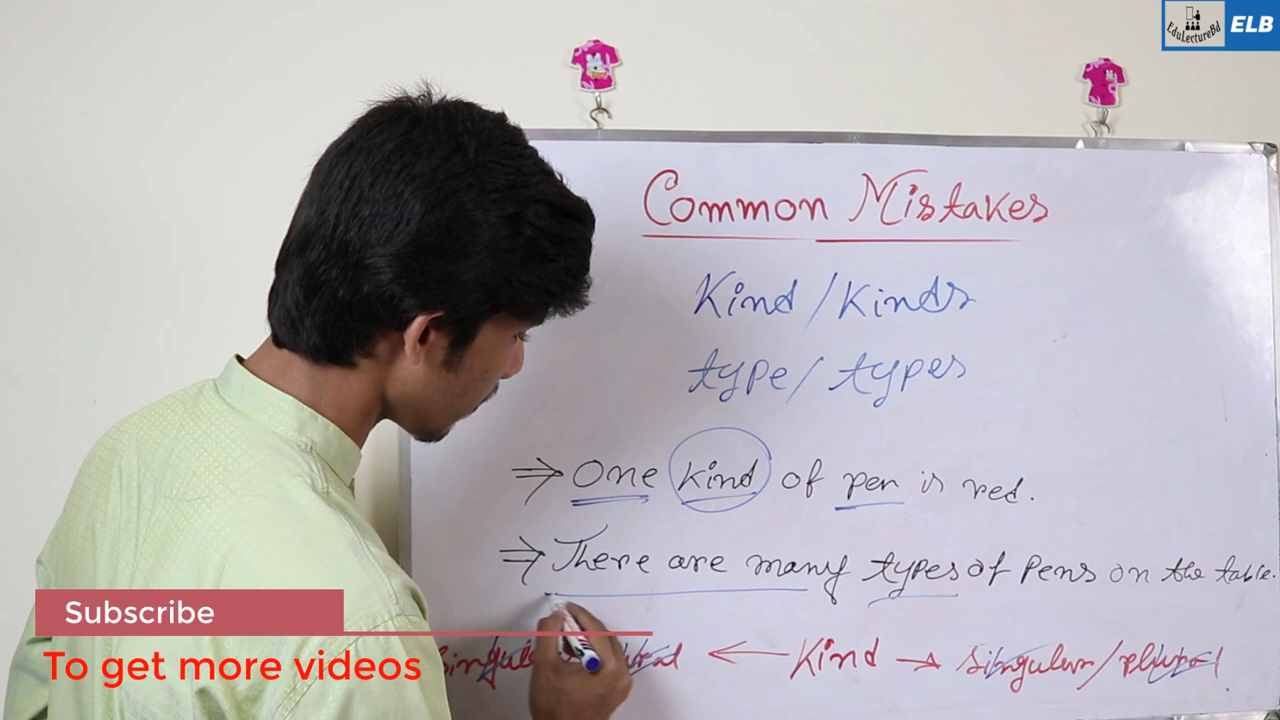 EduLectureBd ELB
Common Mistakes
Kind/Kinds
type/types
⇒ One kind of pen is red.
⇒ There are many types of pens on the table.
Subscribe
To get more videos
← Kind → Singular/plural